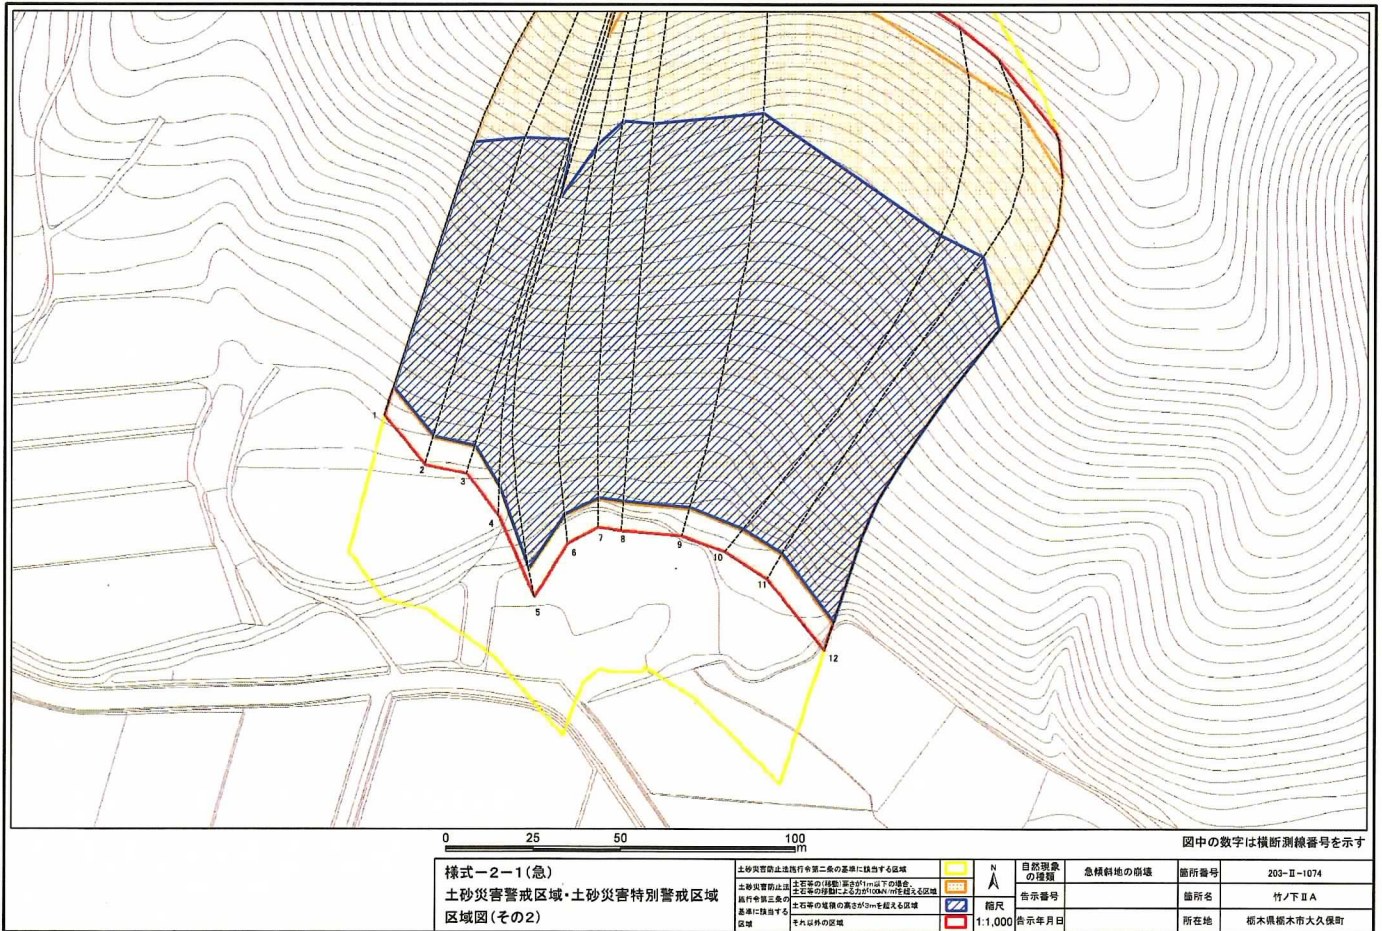 1
2
3
4
5
6
7
8
9
10
11
12
0 25 50 100
m
図中の数字は横断測線番号を示す
様式-2-1(急)
土砂災害警戒区域・土砂災害特別警戒区域
区域図(その2)
土砂災害防止法施行令第二条の基準に該当する区域
土砂災害防止法
施行令第三条の
基準に該当する
区域
土石等の(移動)高さが1m以下の場合、
土石等の移動による力が100kN/㎡を超える区域
土石等の堆積の高さが3mを超える区域
それ以外の区域
N
縮尺
1:1,000
自然現象
の種類
急傾斜地の崩壊
箇所番号
203-Ⅱ-1074
告示番号
箇所名
竹ノ下ⅡA
告示年月日
所在地
栃木県栃木市大久保町